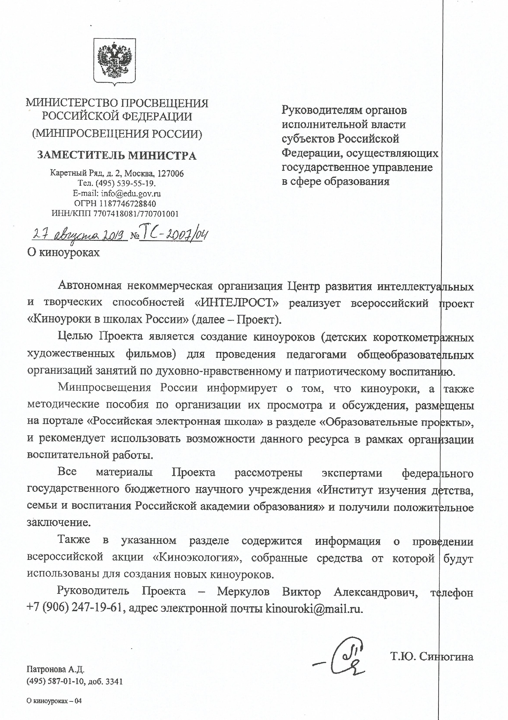 МИНИСТЕРСТВО ПРОСВЕЩЕНИЯ
РОССИЙСКОЙ ФЕДЕРАЦИИ
(МИНПРОСВЕЩЕНИЯ РОССИИ)
ЗАМЕСТИТЕЛЬ МИНИСТРА
Каретный Ряд, д. 2, Москва, 127006
Тел. (495) 539-55-19.
E-mail: info@edu.gov.ru
ОГРН 1187746728840
ИНН/КПП 7707418081/770701001
27 августа 2019 № ТС-2007/04
О киноуроках
Руководителям органов
исполнительной власти
субъектов Российской
Федерации, осуществляющих
государственное управление
в сфере образования
Автономная некоммерческая организация Центр развития интеллектуальных
и творческих способностей «ИНТЕЛРОСТ» реализует всероссийский проект
«Киноуроки в школах России» (далее – Проект).
Целью Проекта является создание киноуроков (детских короткометражных
художественных фильмов) для проведения педагогами общеобразовательных
организаций занятий по духовно-нравственному и патриотическому воспитанию.
Минпросвещения России информирует о том, что киноуроки, а также
методические пособия по организации их просмотра и обсуждения, размещены
на портале «Российская электронная школа» в разделе «Образовательные проекты»,
и рекомендует использовать возможности данного ресурса в рамках организации
воспитательной работы.
Все материалы Проекта рассмотрены экспертами федерального
государственного бюджетного научного учреждения «Институт изучения детства,
семьи и воспитания Российской академии образования» и получили положительное
заключение.
Также в указанном разделе содержится информация о проведении
всероссийской акции «Киноэкология», собранные средства от которой будут
использованы для создания новых киноуроков.
Руководитель Проекта – Меркулов Виктор Александрович, телефон
+7 (906) 247-19-61, адрес электронной почты kinouroki@mail.ru.
Т.Ю. Синюгина
Патронова А.Д.
(495) 587-01-10, доб. 3341
О киноуроках – 04